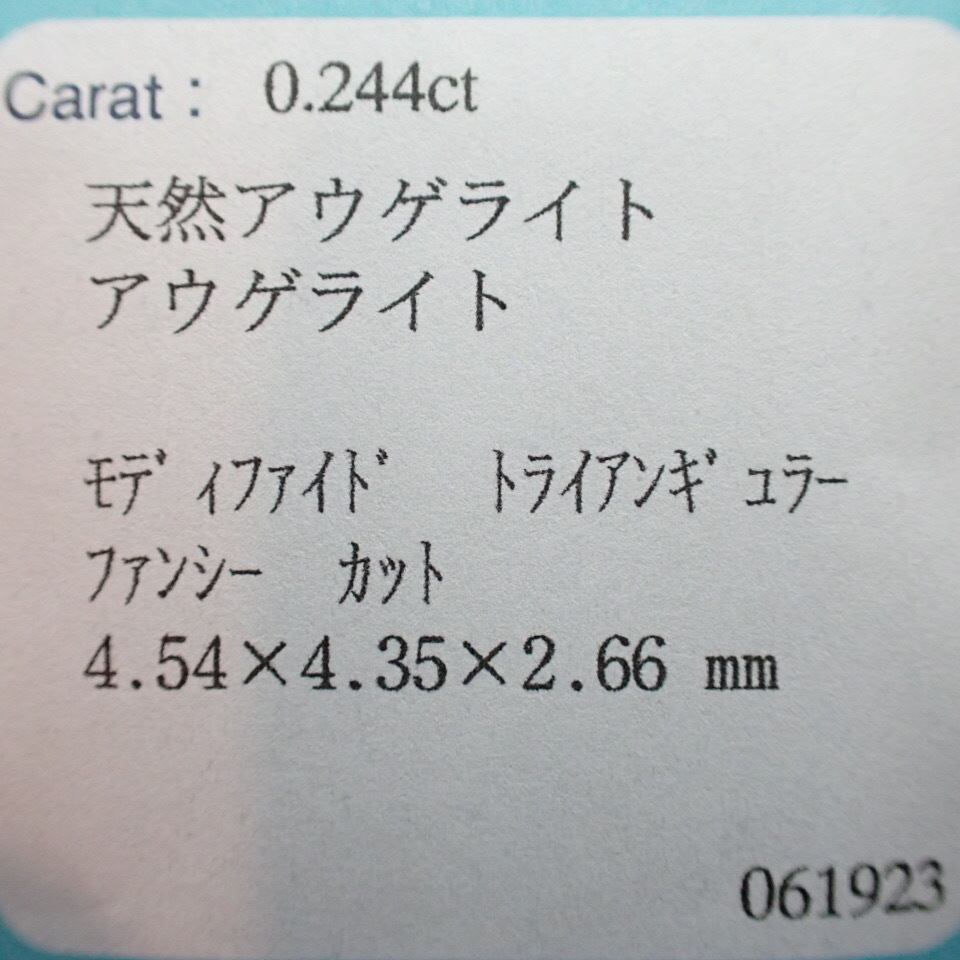 Carat : 0.244ct
天然アウゲライト
アウゲライト
ﾓﾃﾞｨﾌｧｲﾄﾞ ﾄﾗｲｱﾝｷﾞｭﾗｰ
ﾌｧﾝｼｰ ｶｯﾄ
4.54×4.35×2.66 mm
061923